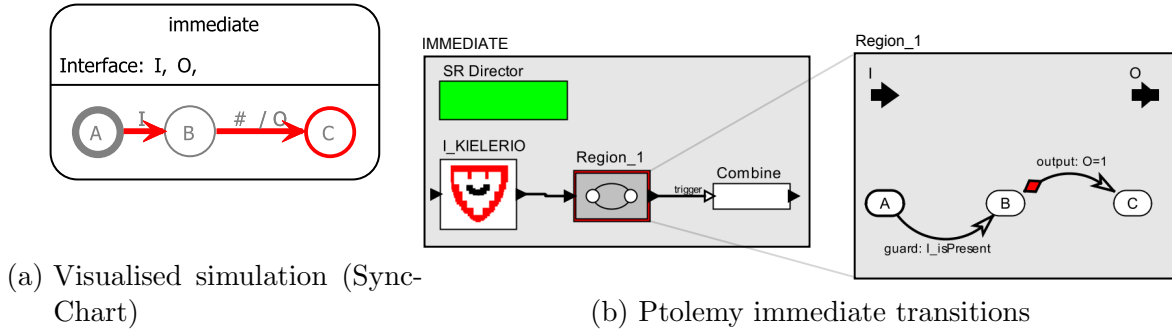 immediate
Interface: I, O,
A
I
B
# / O
C
(a) Visualised simulation (Sync-
Chart)
IMMEDIATE
SR Director
I_KIELERIO
Region_1
trigger
Combine
Region_1
I
O
output: O=1
A
B
C
guard: I_isPresent
(b) Ptolemy immediate transitions